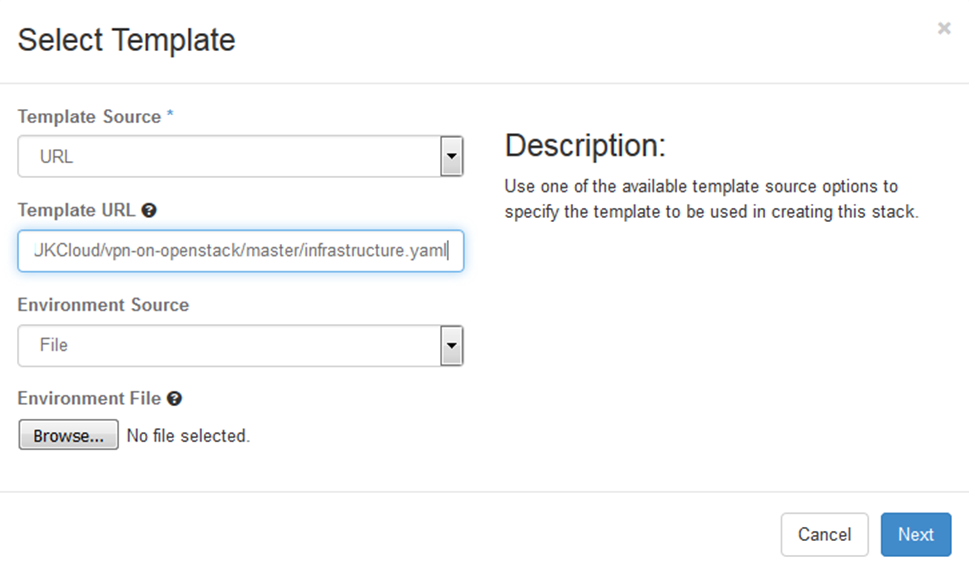 Select Template
×
Template Source *
URL
Template URL ?
UKCloud/vpn-on-openstack/master/infrastructure.yaml
Environment Source
File
Environment File ?
Browse... No file selected.
Description:
Use one of the available template source options to
specify the template to be used in creating this stack.
Cancel
Next